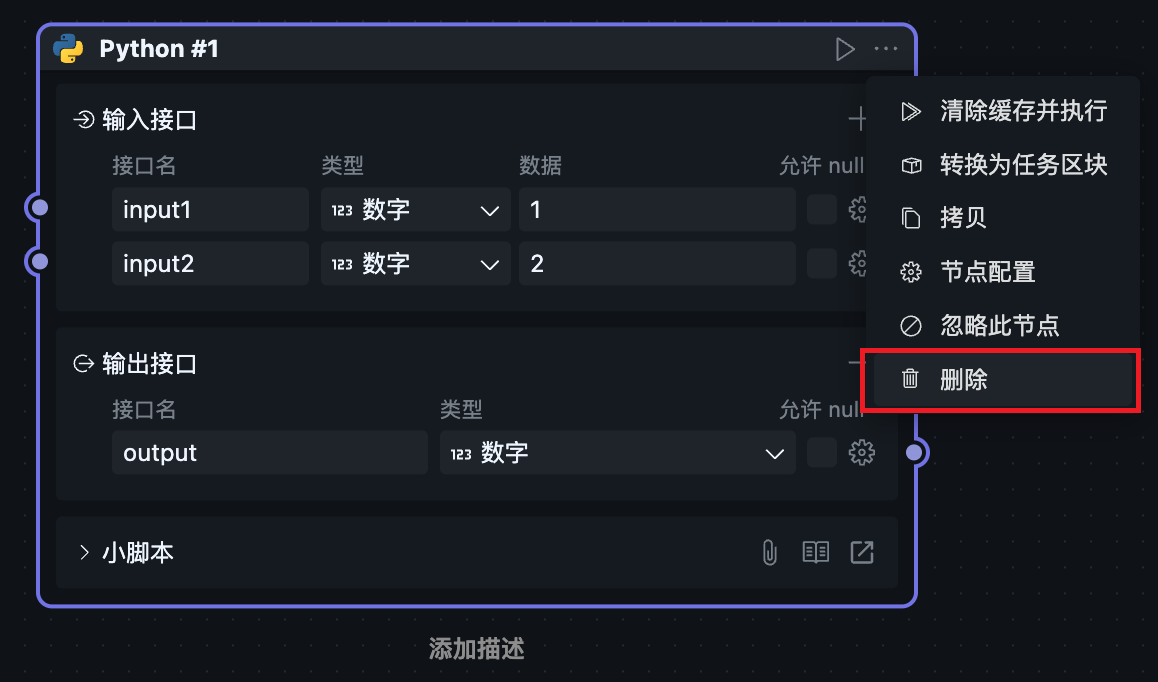 Python #1
输入接口
接口名 类型 数据 允许 null
input1 123 数字 1
input2 123 数字 2
输出接口
接口名 类型 允许 null
output 123 数字
小脚本
添加描述
清除缓存并执行
转换为任务区块
拷贝
节点配置
忽略此节点
删除